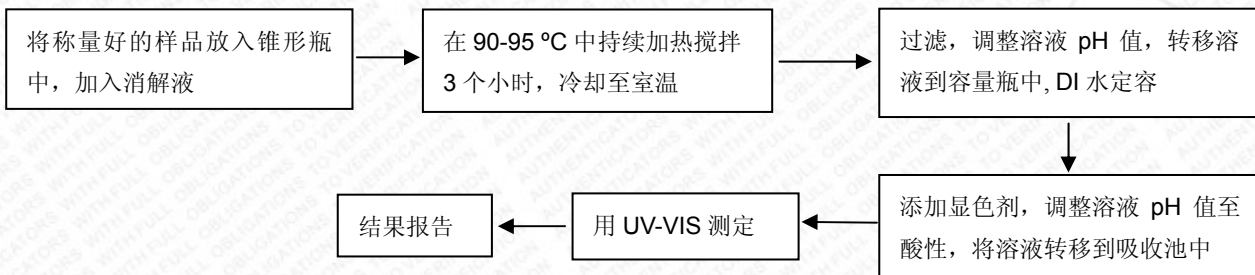 将称量好的样品放入锥形瓶
中，加入消解液
在 90-95 ºC 中持续加热搅拌
3 个小时，冷却至室温
过滤，调整溶液 pH 值，转移溶
液到容量瓶中, DI 水定容
添加显色剂，调整溶液 pH 值至
酸性，将溶液转移到吸收池中
用 UV-VIS 测定
结果报告